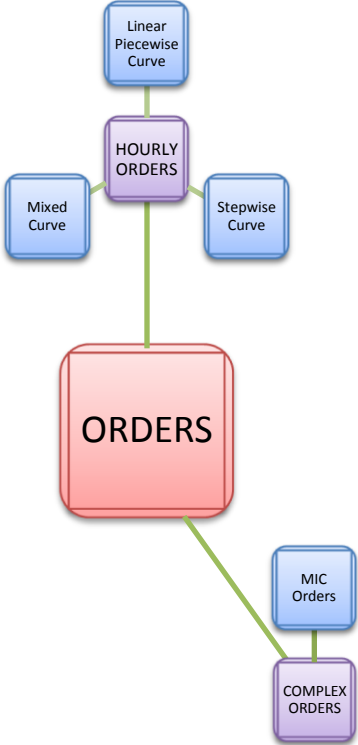 Linear
Piecewise
Curve
HOURLY
ORDERS
Mixed
Curve
Stepwise
Curve
ORDERS
MIC
Orders
COMPLEX
ORDERS